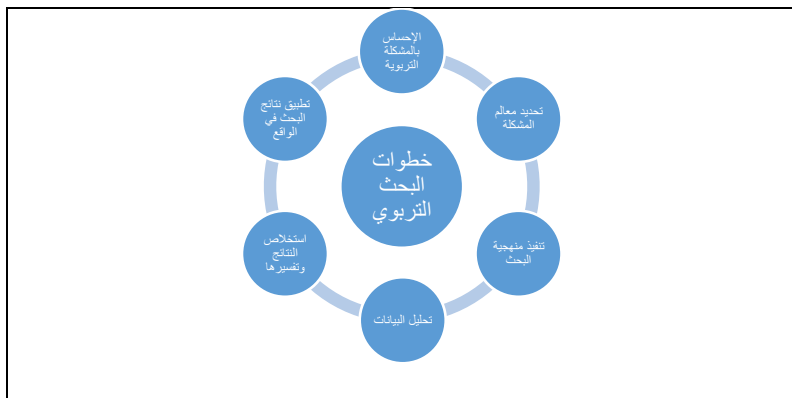 الإحساس
بالمشكلة
التربوية
تحديد معالم
المشكلة
تنفيذ منهجية
البحث
تحليل البيانات
استخلاص
النتائج
وتفسيرها
تطبيق نتائج
البحث في
الواقع
خطوات
البحث
التربوي